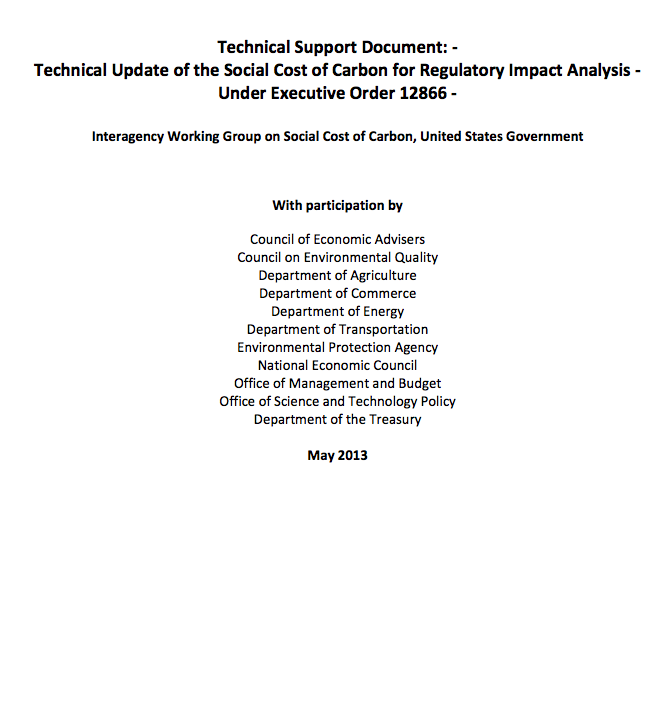 Technical Support Document: -
Technical Update of the Social Cost of Carbon for Regulatory Impact Analysis -
Under Executive Order 12866 -
Interagency Working Group on Social Cost of Carbon, United States Government
With participation by
Council of Economic Advisers
Council on Environmental Quality
Department of Agriculture
Department of Commerce
Department of Energy
Department of Transportation
Environmental Protection Agency
National Economic Council
Office of Management and Budget
Office of Science and Technology Policy
Department of the Treasury
May 2013